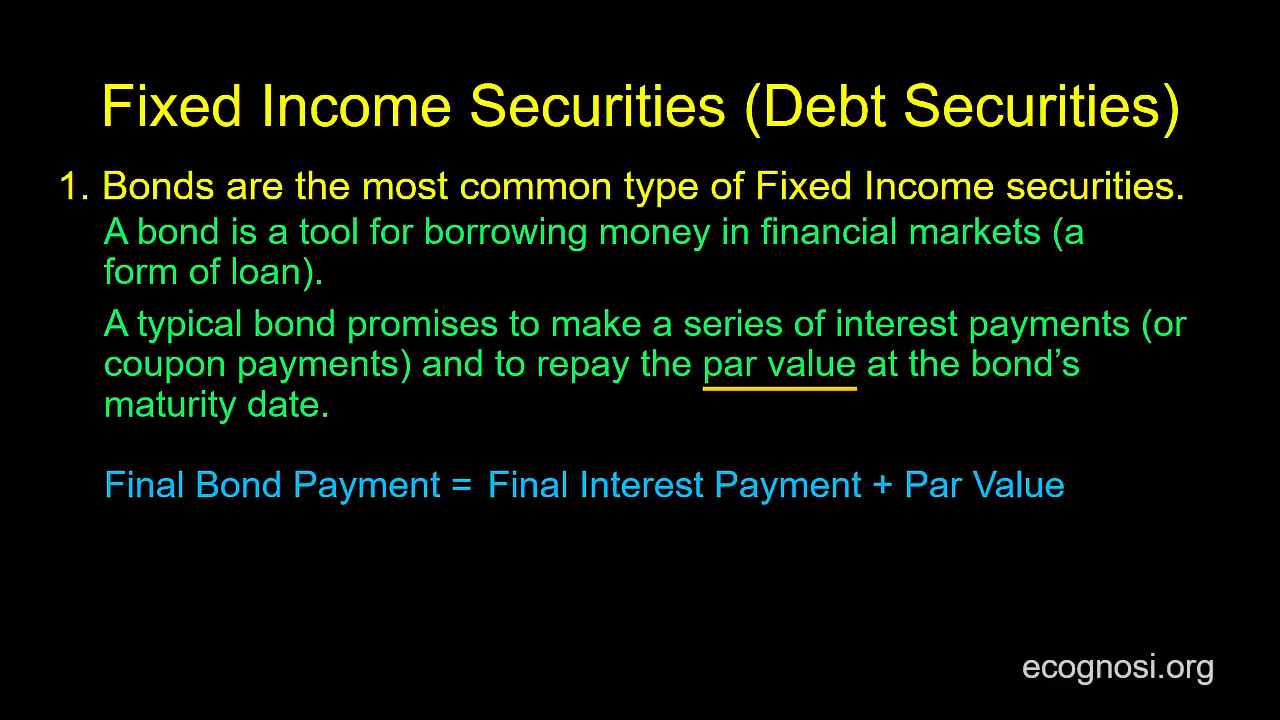 Fixed Income Securities (Debt Securities)
1. Bonds are the most common type of Fixed Income securities.
A bond is a tool for borrowing money in financial markets (a
form of loan).
A typical bond promises to make a series of interest payments (or
coupon payments) and to repay the par value at the bond’s
maturity date.
Final Bond Payment = Final Interest Payment + Par Value
ecognosi.org